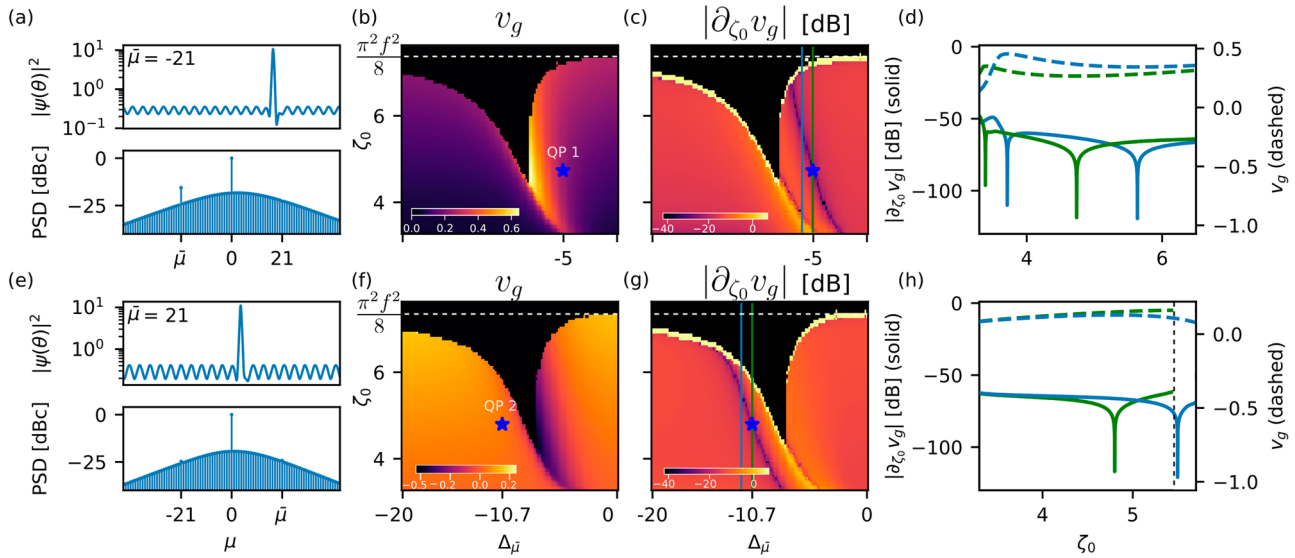 (a)
μ̄ = -21
10¹
10⁰
10⁻¹
|ψ(θ)|²
0
−25
PSD [dBc]
μ̄ 0 21
(b)
v_g
π²f²
8
6
4
ζ₀
QP 1
0.0 0.2 0.4 0.6
-5
(c)
|∂_ζ₀ v_g| [dB]
−40 −20 0
-5
(d)
0
−50
−100
|∂_ζ₀ v_g| [dB] (solid)
0.5
0.0
−0.5
−1.0
v_g (dashed)
4 6
(e)
μ̄ = 21
10¹
10⁰
|ψ(θ)|²
0
−25
PSD [dBc]
-21 0 μ̄
μ
(f)
v_g
π²f²
8
6
4
ζ₀
QP 2
−0.5 −0.2 0.0 0.2
-20 −10.7 0
Δ_μ̄
(g)
|∂_ζ₀ v_g| [dB]
−40 −20 0
-20 −10.7 0
Δ_μ̄
(h)
0
−50
−100
|∂_ζ₀ v_g| [dB] (solid)
0.0
−0.5
−1.0
v_g (dashed)
4 5
ζ₀